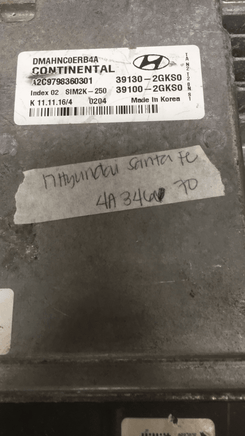 DMAHNC0ERB4A
CONTINENTAL
A2C9798360301
39130-2GKS0
Index 02 SIM2K-250
39100-2GKS0
K 11.11.16/4 0204 Made in Korea
Hyundai Santa Fe
4A346 70